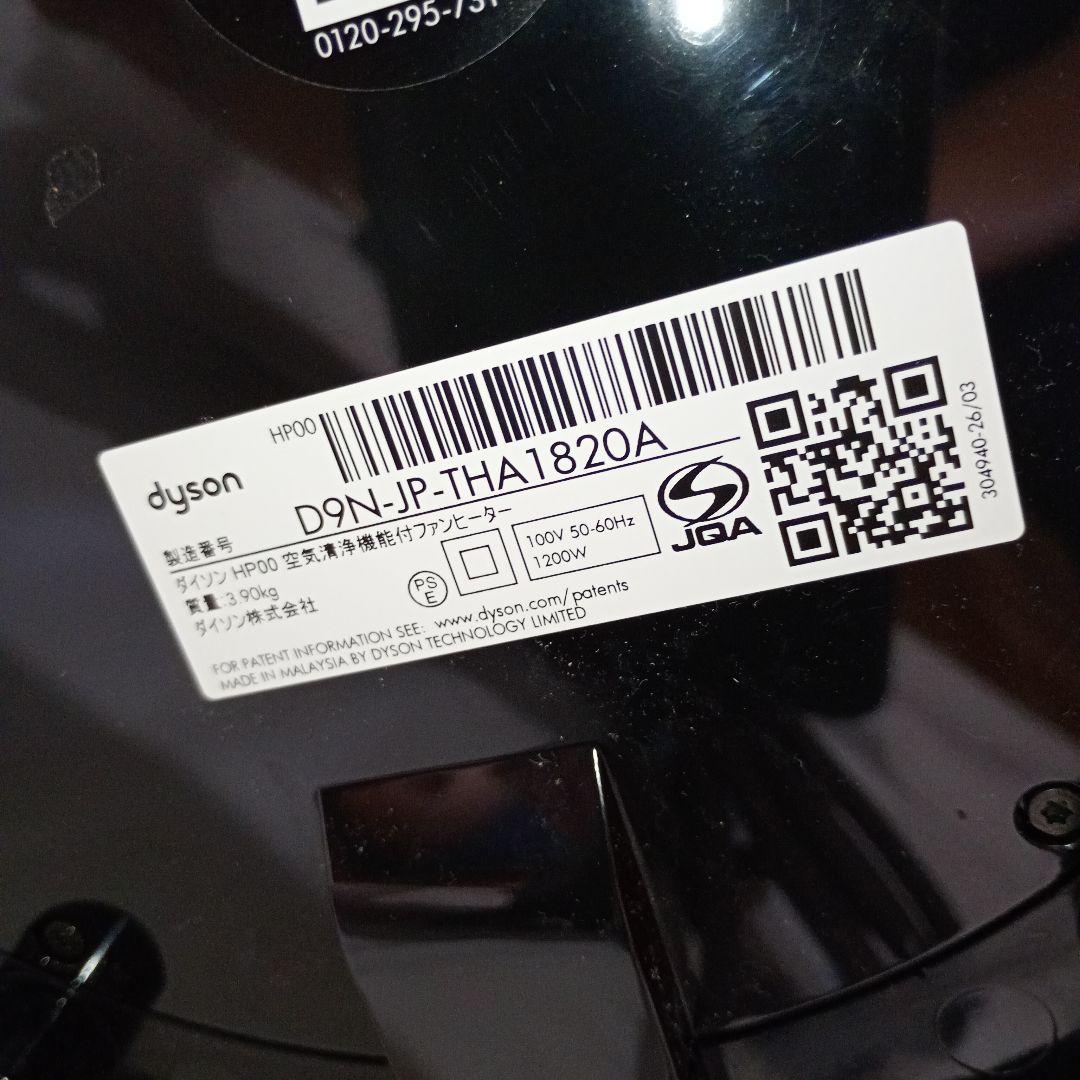 0120-295-731
HP00
dyson
製造番号 D9N-JP-THA1820A
ダイソン HP00 空気清浄機能付ファンヒーター
質量:3.90kg
ダイソン株式会社
PS
E
100V 50-60Hz
1200W
JQA
304940-26/03
FOR PATENT INFORMATION SEE: www.dyson.com/patents
MADE IN MALAYSIA BY DYSON TECHNOLOGY LIMITED